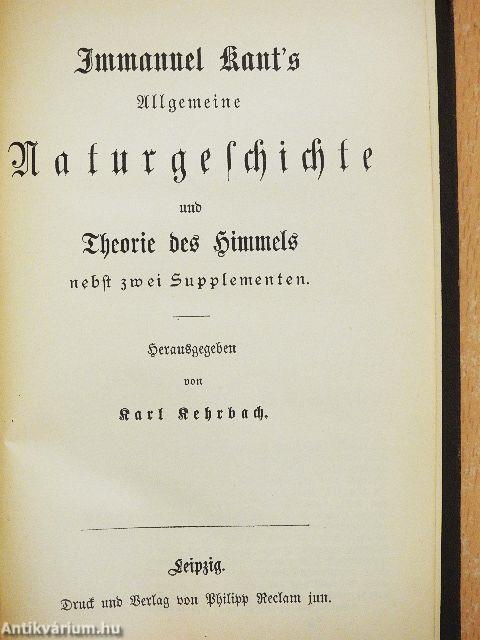 Immanuel Kant's
Allgemeine
Naturgeschichte
und
Theorie des Himmels
nebst zwei Supplementen.
Herausgegeben
von
Karl Kehrbach.
Leipzig.
Druck und Verlag von Philipp Reclam jun.
Antikvárium.hu